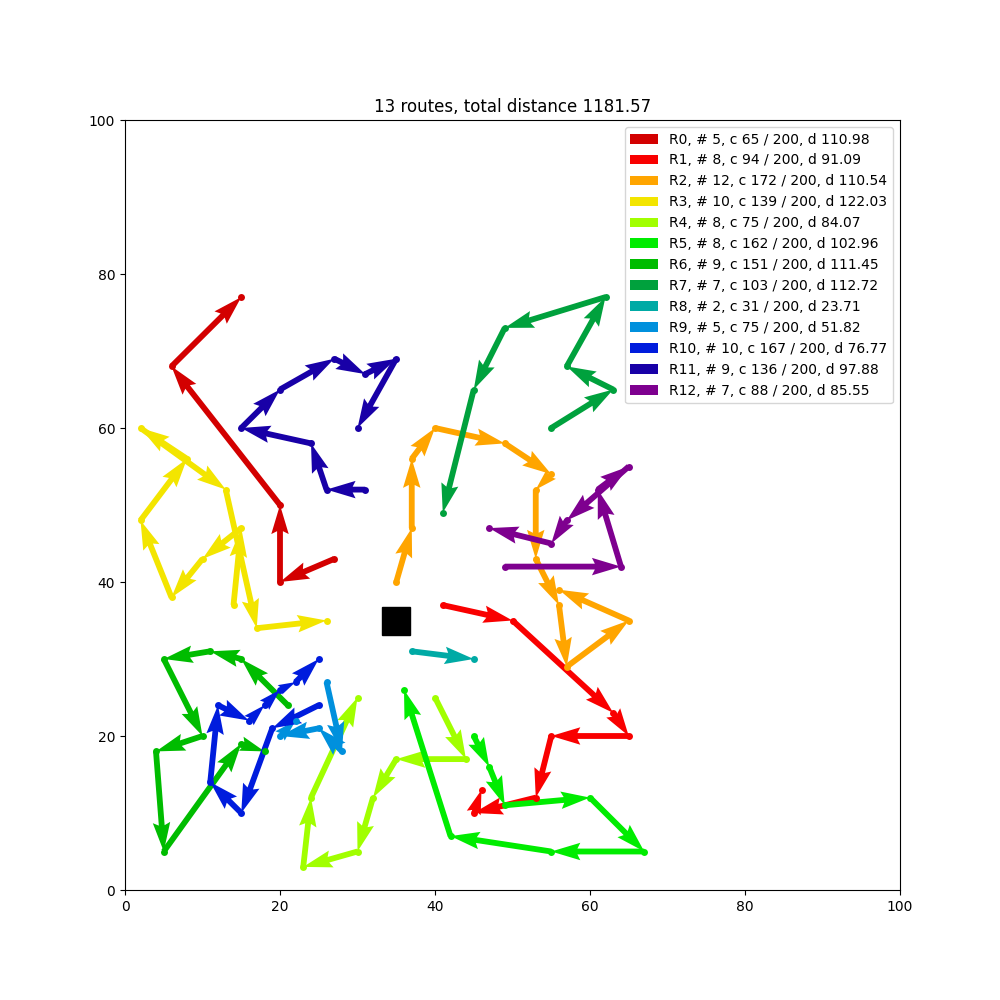 13 routes, total distance 1181.57
R0, # 5, c 65 / 200, d 110.98
R1, # 8, c 94 / 200, d 91.09
R2, # 12, c 172 / 200, d 110.54
R3, # 10, c 139 / 200, d 122.03
R4, # 8, c 75 / 200, d 84.07
R5, # 8, c 162 / 200, d 102.96
R6, # 9, c 151 / 200, d 111.45
R7, # 7, c 103 / 200, d 112.72
R8, # 2, c 31 / 200, d 23.71
R9, # 5, c 75 / 200, d 51.82
R10, # 10, c 167 / 200, d 76.77
R11, # 9, c 136 / 200, d 97.88
R12, # 7, c 88 / 200, d 85.55
100
80
60
40
20
0
0 20 40 60 80 100